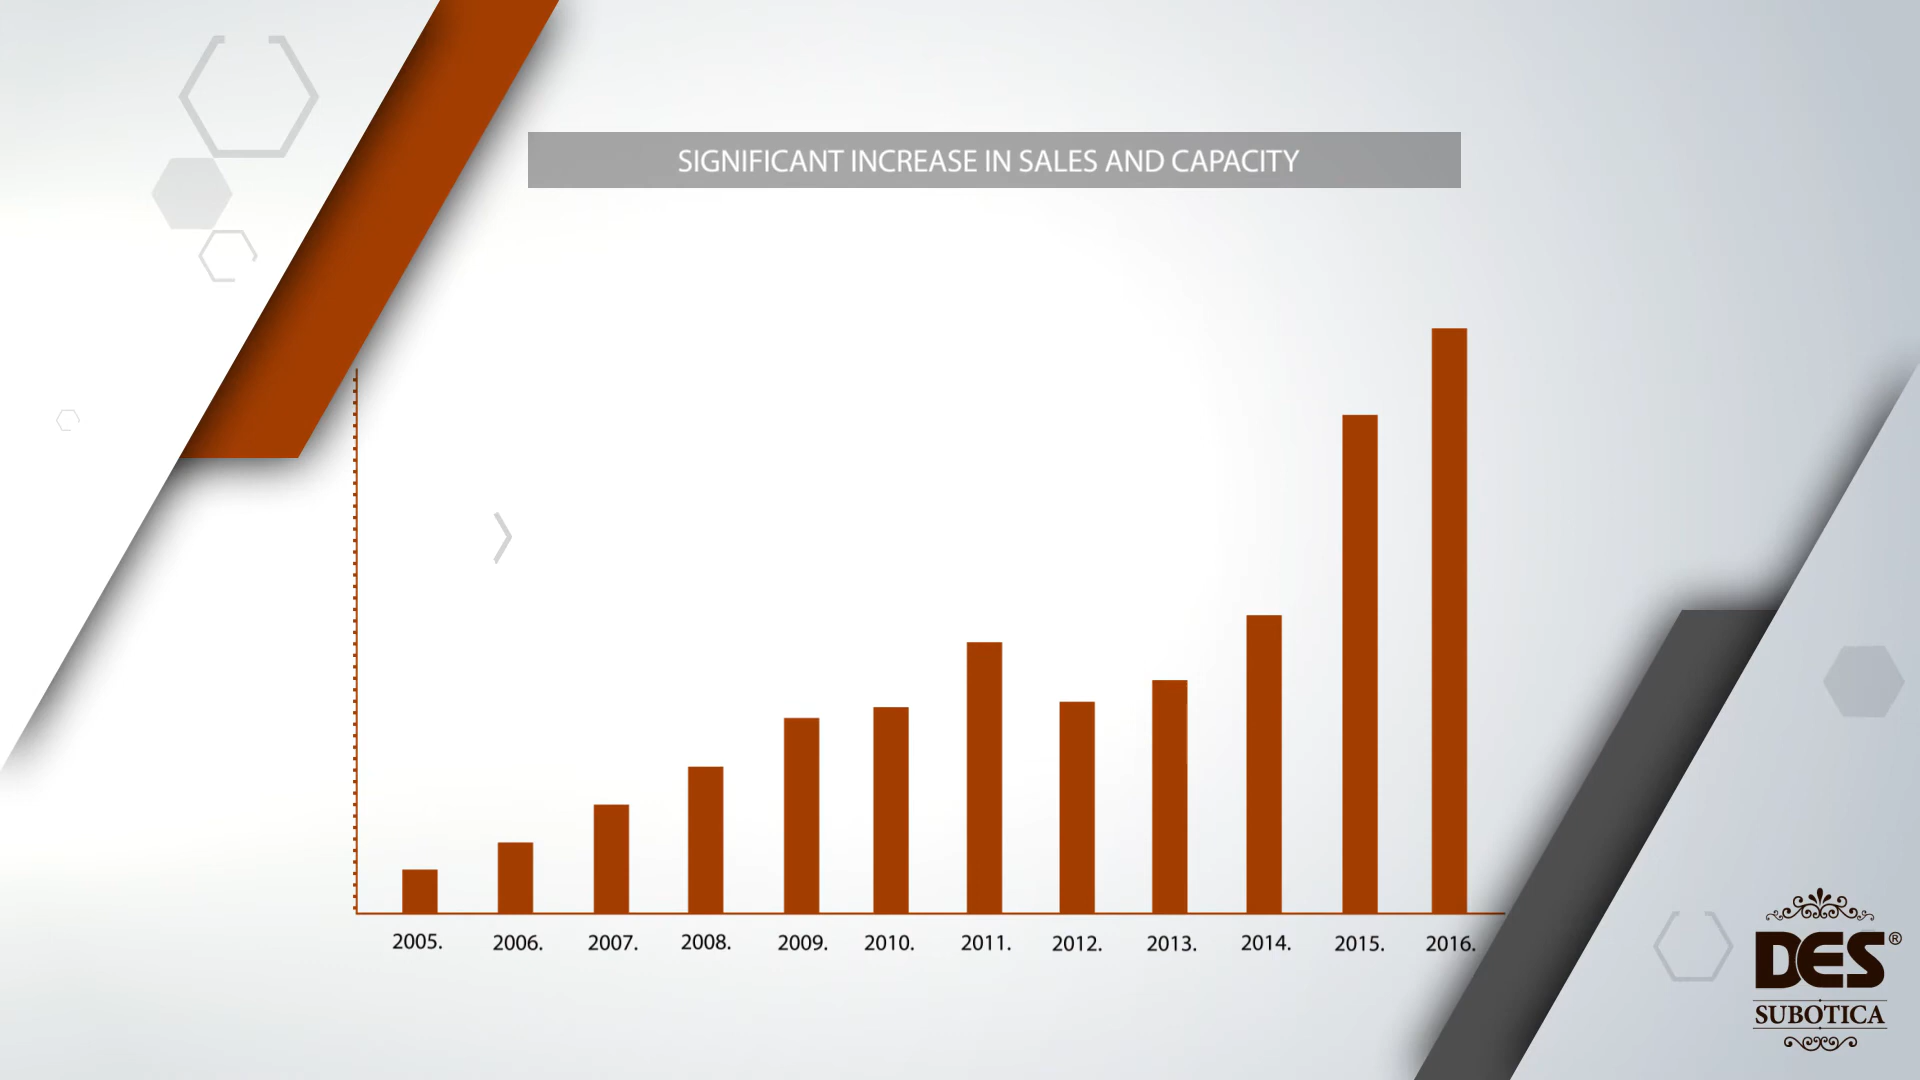 SIGNIFICANT INCREASE IN SALES AND CAPACITY
2005. 2006. 2007. 2008. 2009. 2010. 2011. 2012. 2013. 2014. 2015. 2016.
DES®
SUBOTICA